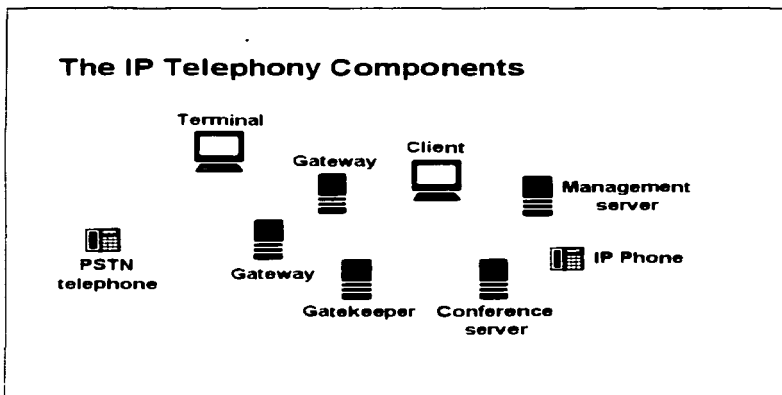 The IP Telephony Components
Terminal
Gateway
Client
Management
server
PSTN
telephone
Gateway
IP Phone
Gatekeeper
Conference
server